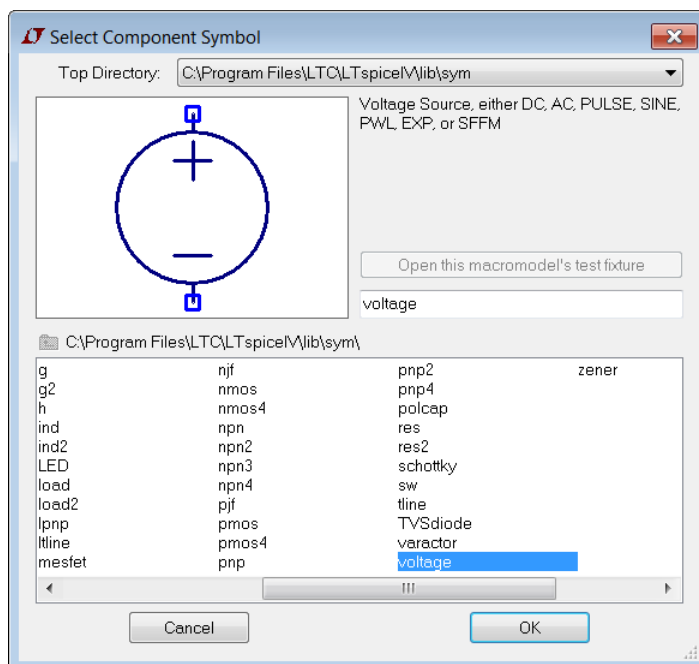 Select Component Symbol
Top Directory: C:\Program Files\LTC\LTspiceIV\lib\sym
Voltage Source, either DC, AC, PULSE, SINE,
PWL, EXP, or SFFM
Open this macromodel's test fixture
voltage
C:\Program Files\LTC\LTspiceIV\lib\sym\
g njf pnp2 zener
g2 nmos pnp4
h nmos4 polcap
ind npn res
ind2 npn2 res2
LED npn3 schottky
load npn4 sw
load2 pjf tline
lpnp pmos TVSdiode
ltline pmos4 varactor
mesfet pnp voltage
Cancel OK